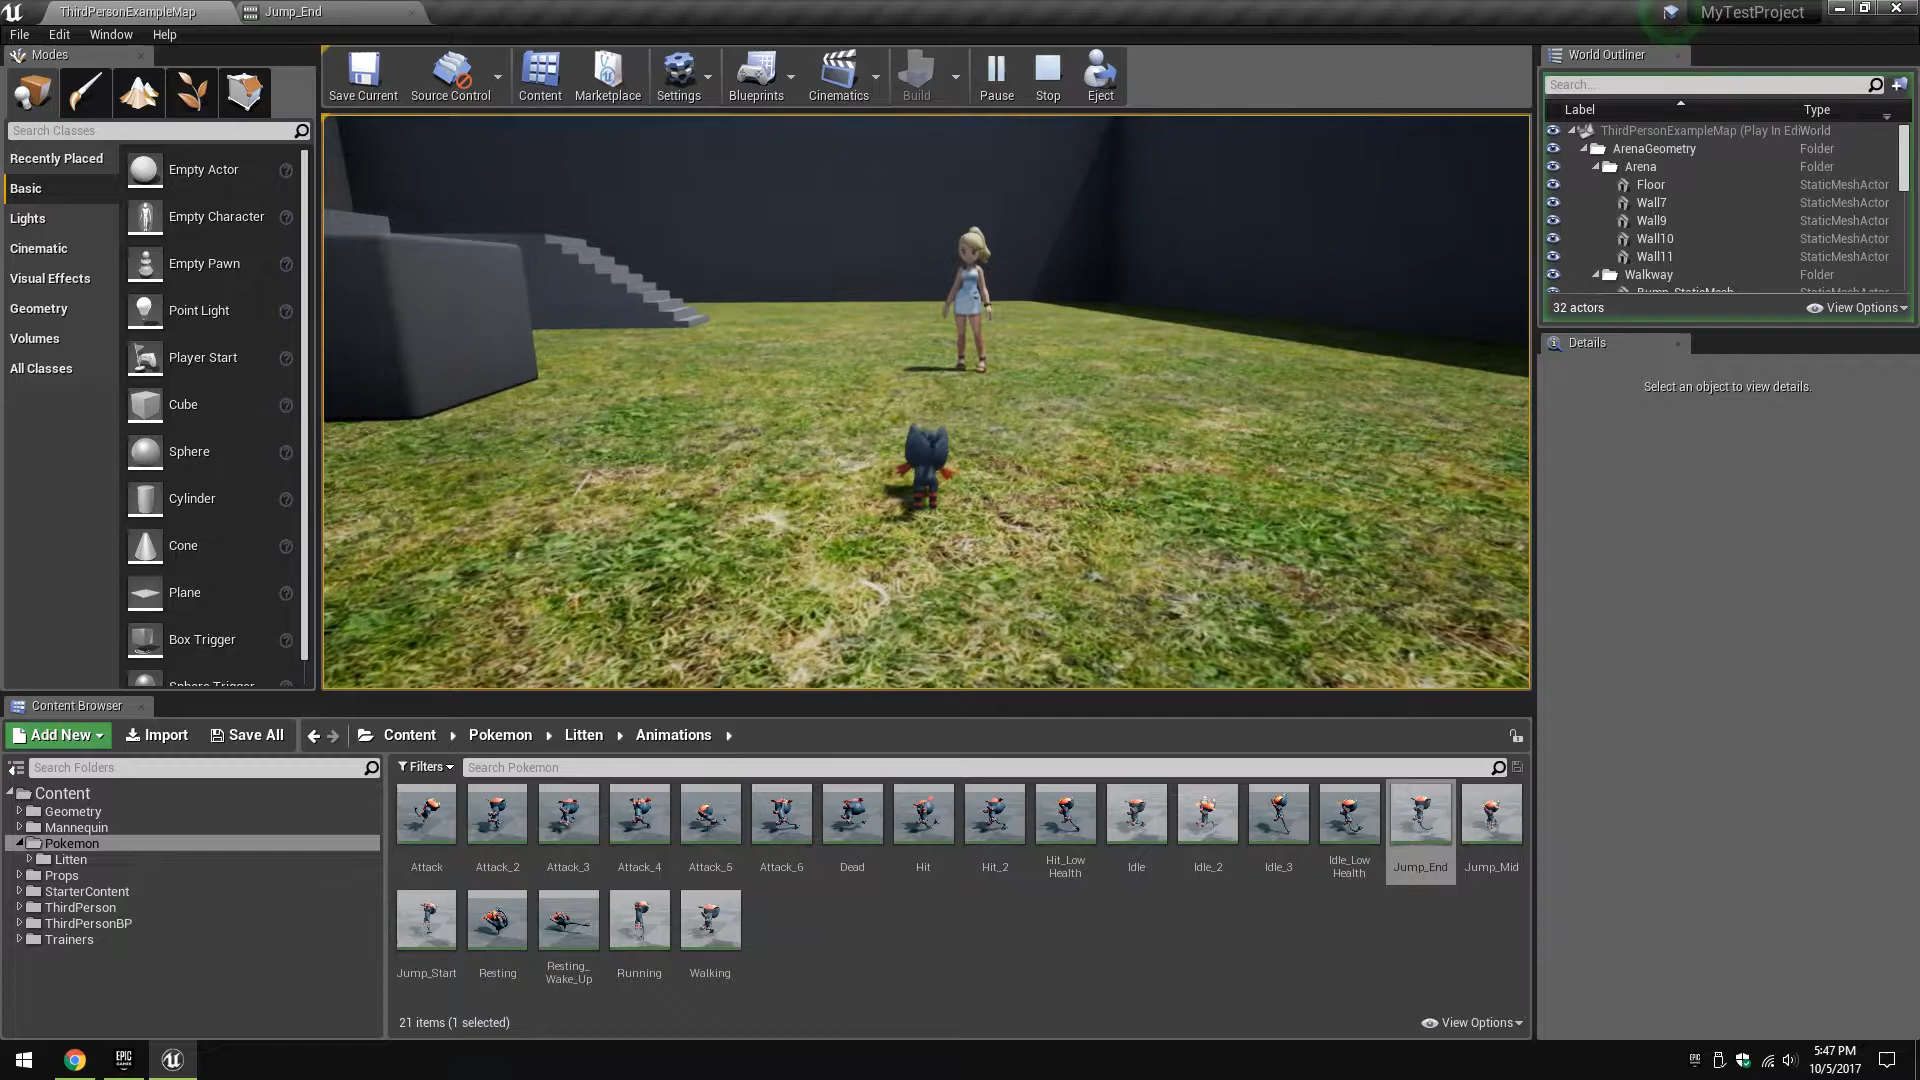 ThirdPersonExampleMap
Jump_End
MyTestProject
File Edit Window Help
Modes
Search Classes
Recently Placed
Basic
Lights
Cinematic
Visual Effects
Geometry
Volumes
All Classes
Empty Actor
Empty Character
Empty Pawn
Point Light
Player Start
Cube
Sphere
Cylinder
Cone
Plane
Box Trigger
Sphere Trigger
Save Current
Source Control
Content
Marketplace
Settings
Blueprints
Cinematics
Build
Pause
Stop
Eject
World Outliner
Search...
Label Type
ThirdPersonExampleMap (Play In Edi World
ArenaGeometry Folder
Arena Folder
Floor StaticMeshActor
Wall7 StaticMeshActor
Wall9 StaticMeshActor
Wall10 StaticMeshActor
Wall11 StaticMeshActor
Walkway Folder
Bump_StaticMesh
32 actors
View Options
Details
Select an object to view details.
Content Browser
Add New
Import
Save All
Content Pokemon Litten Animations
Search Folders
Content
Geometry
Mannequin
Pokemon
Litten
Props
StarterContent
ThirdPerson
ThirdPersonBP
Trainers
Filters
Search Pokemon
Attack
Attack_2
Attack_3
Attack_4
Attack_5
Attack_6
Dead
Hit
Hit_2
Hit_Low
Health
Idle
Idle_2
Idle_3
Idle_Low
Health
Jump_End
Jump_Mid
Jump_Start
Resting
Resting_
Wake_Up
Running
Walking
21 items (1 selected)
View Options
EPIC
GAMES
EPIC
5:47 PM
10/5/2017